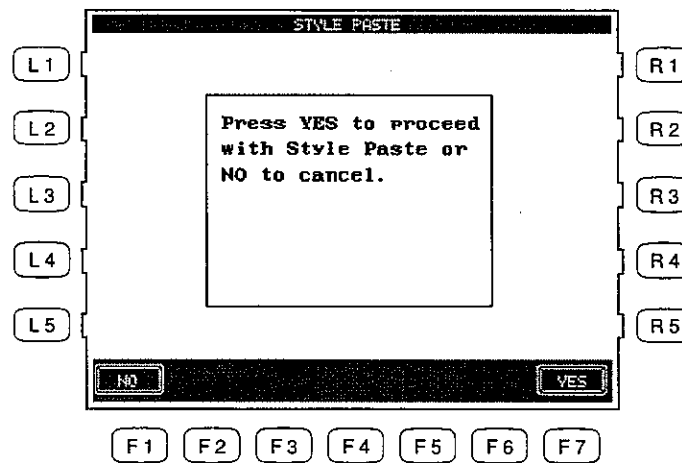 STYLE PASTE
L1
R1
L2
R2
L3
R3
L4
R4
L5
R5
Press YES to proceed
with Style Paste or
NO to cancel.
NO
YES
F1 F2 F3 F4 F5 F6 F7